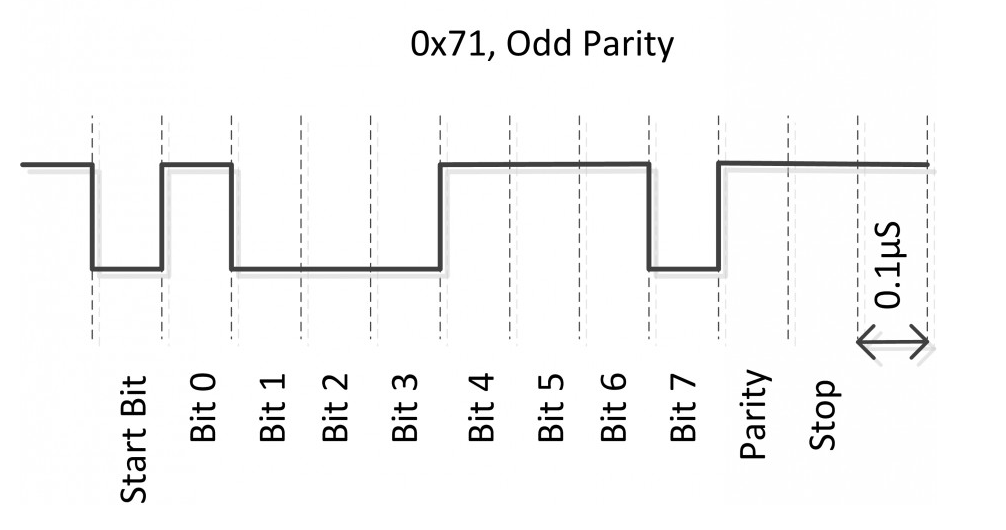 0x71, Odd Parity
0.1µS
Start Bit
Bit 0
Bit 1
Bit 2
Bit 3
Bit 4
Bit 5
Bit 6
Bit 7
Parity
Stop